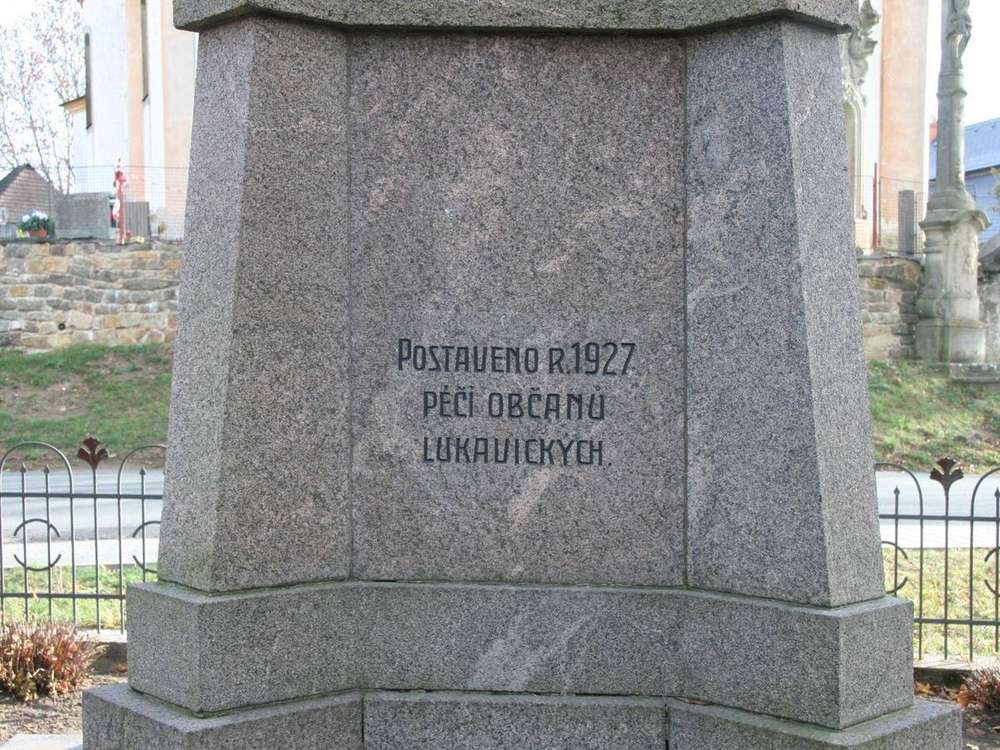 POSTAVENO R. 1927
PÉČÍ OBČANŮ
LUKAVICKÝCH.